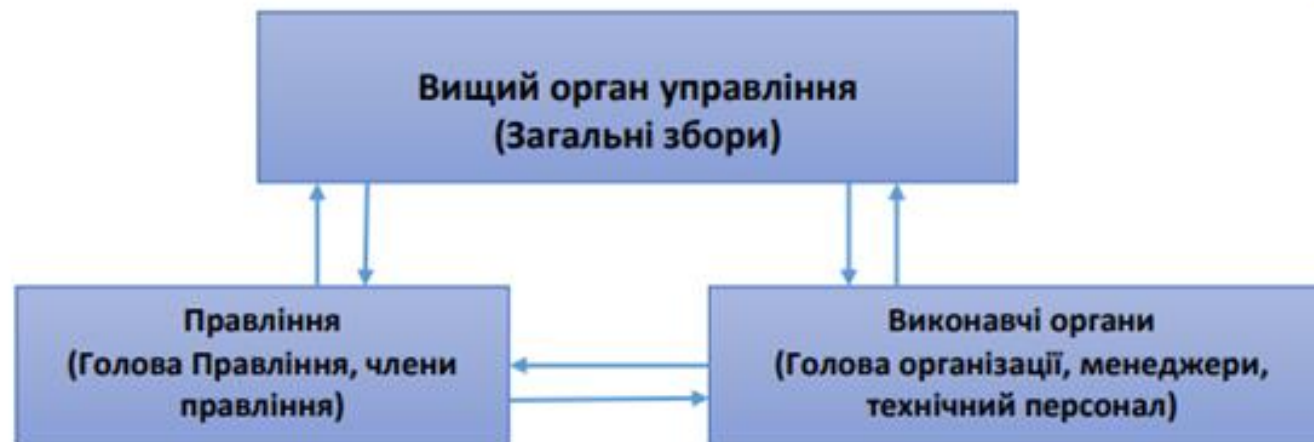 Вищий орган управління
(Загальні збори)
Правління
(Голова Правління, члени
правління)
Виконавчі органи
(Голова організації, менеджери,
технічний персонал)